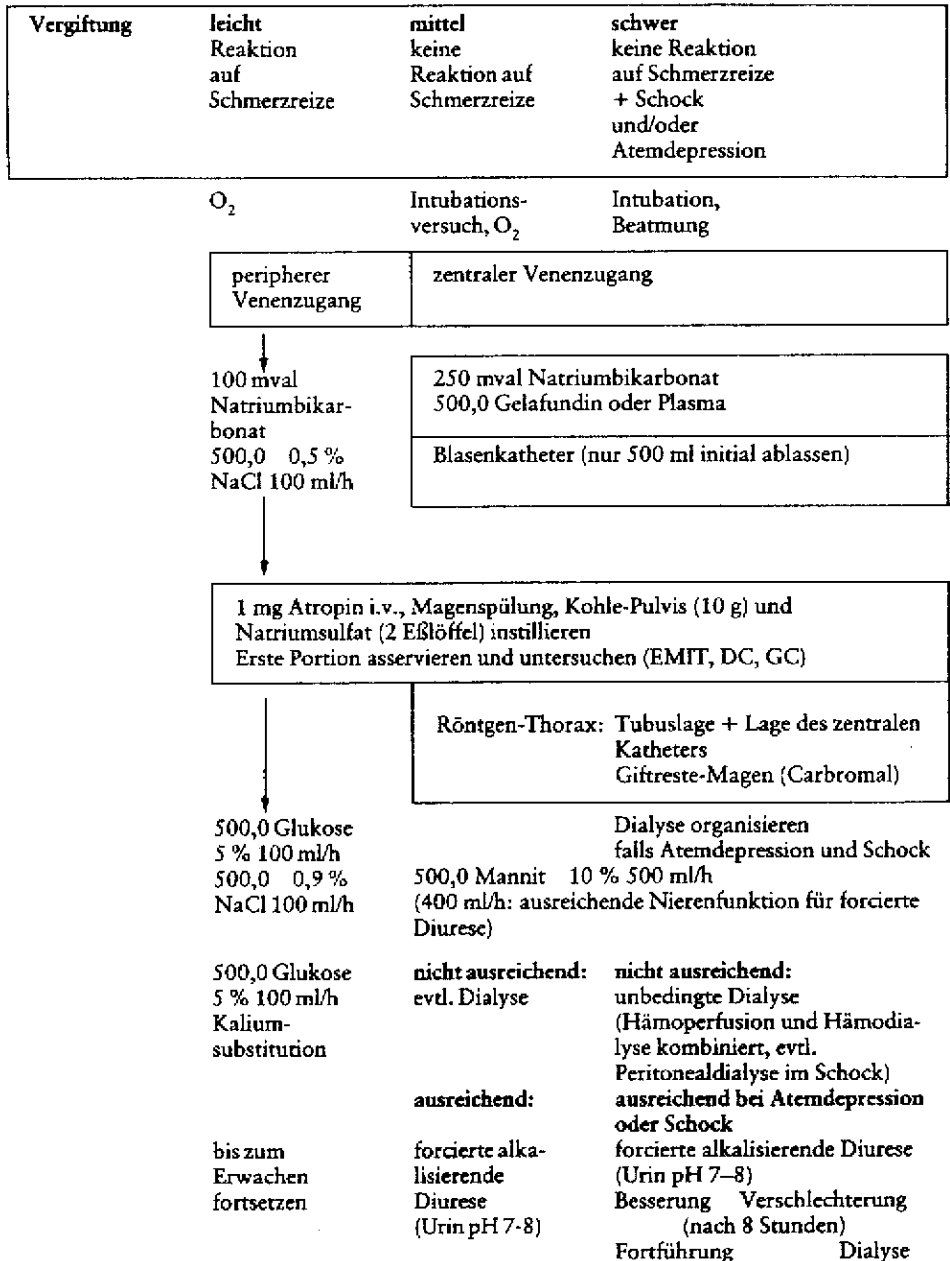 Vergiftung leicht mittel schwer
Reaktion keine keine Reaktion
auf Reaktion auf auf Schmerzreize
Schmerzreize Schmerzreize + Schock
und/oder
Atemdepression
O₂ Intubations- Intubation,
versuch, O₂ Beatmung
peripherer zentraler Venenzugang
Venenzugang
100 mval 250 mval Natriumbikarbonat
Natriumbikar- 500,0 Gelafundin oder Plasma
bonat
500,0 0,5 % Blasenkatheter (nur 500 ml initial ablassen)
NaCl 100 ml/h
1 mg Atropin i.v., Magenspülung, Kohle-Pulvis (10 g) und
Natriumsulfat (2 Eßlöffel) instillieren
Erste Portion asservieren und untersuchen (EMIT, DC, GC)
Röntgen-Thorax: Tubuslage + Lage des zentralen
Katheters
Giftreste-Magen (Carbromal)
500,0 Glukose Dialyse organisieren
5 % 100 ml/h falls Atemdepression und Schock
500,0 0,9 % 500,0 Mannit 10 % 500 ml/h
NaCl 100 ml/h (400 ml/h: ausreichende Nierenfunktion für forcierte
Diurese)
500,0 Glukose nicht ausreichend: nicht ausreichend:
5 % 100 ml/h evtl. Dialyse unbedingte Dialyse
Kalium- (Hämoperfusion und Hämodia-
substitution lyse kombiniert, evtl.
Peritonealdialyse im Schock)
ausreichend: ausreichend bei Atemdepression
oder Schock
bis zum forcierte alka- forcierte alkalisierende Diurese
Erwachen lisierende (Urin pH 7–8)
fortsetzen Diurese Besserung Verschlechterung
(Urin pH 7-8) (nach 8 Stunden)
Fortführung Dialyse